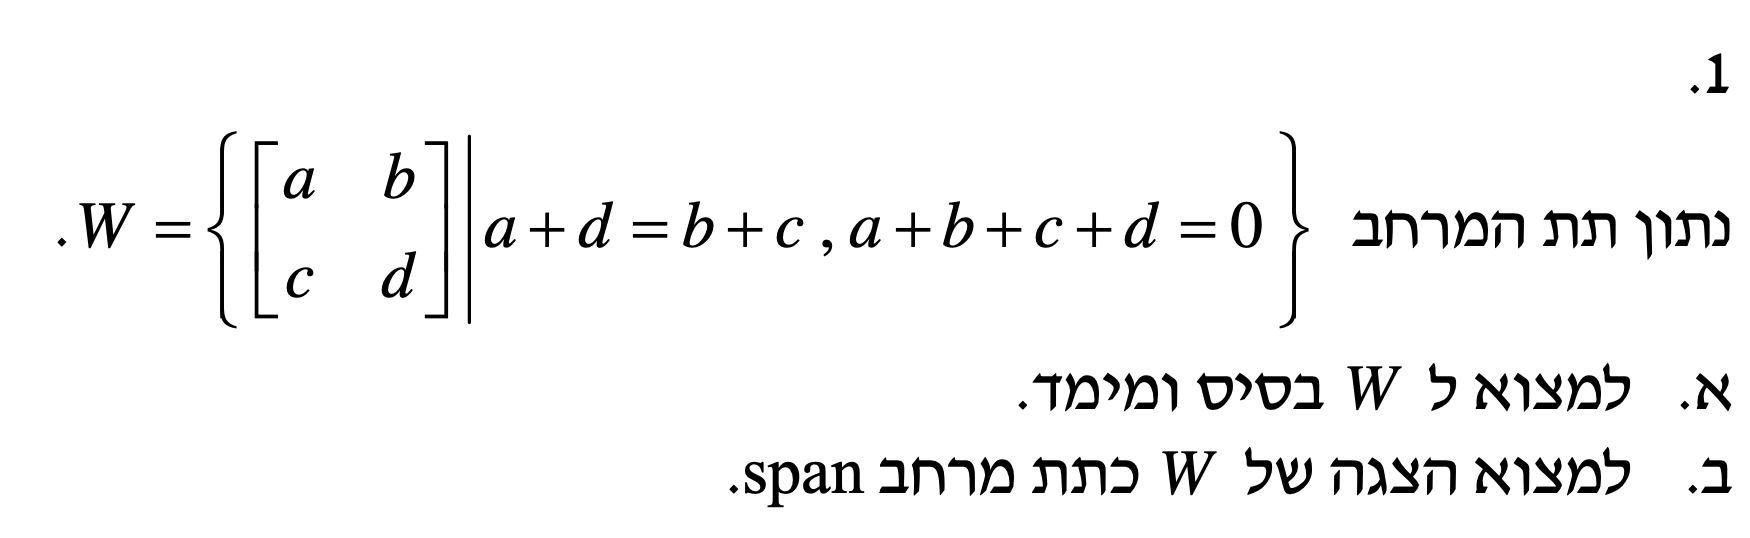 1.
נתון תת המרחב W = { [ a b ; c d ] | a + d = b + c , a + b + c + d = 0 }.
א. למצוא ל W בסיס ומימד.
ב. למצוא הצגה של W כתת מרחב span.